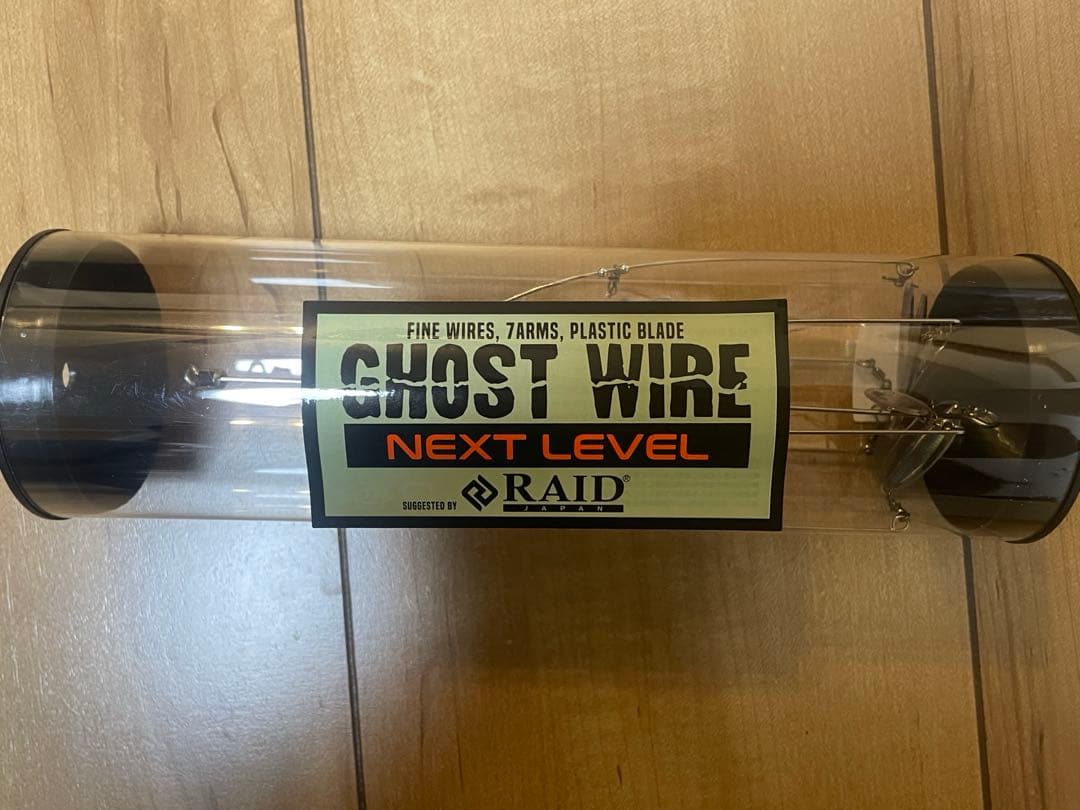 FINE WIRES, 7ARMS, PLASTIC BLADE
GHOST WIRE
NEXT LEVEL
SUGGESTED BY RAID®
JAPAN